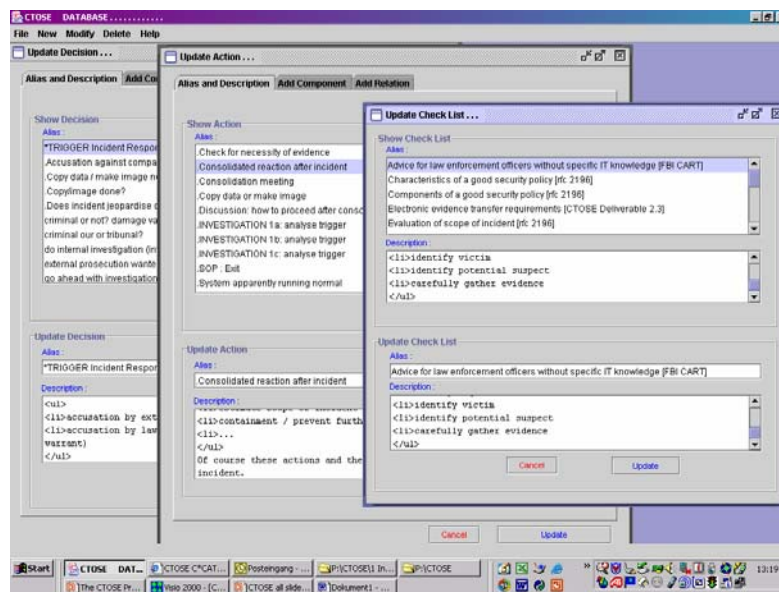 CTOSE DATABASE............
File New Modify Delete Help
Update Decision...
Alias and Description Add Co
Show Decision
Alias :
*TRIGGER Incident Respor
.Accusation against compa
.Copy data / make image n
.Copy/image done?
.Does incident jeopardise
criminal or not? damage va
criminal our or tribunal?
do internal investigation (in
external prosecution wante
go ahead with investigation
Update Decision
Alias :
*TRIGGER Incident Respor
Description :
<ul>
<li>accusation by ext
<li>accusation by law
warrant)
</ul>
Update Action...
Alias and Description Add Component Add Relation
Show Action
Alias :
.Check for necessity of evidence
.Consolidated reaction after incident
.Consolidation meeting
.Copy data or make image
.Discussion: how to proceed after conso
.INVESTIGATION 1a: analyse trigger
.INVESTIGATION 1b: analyse trigger
.INVESTIGATION 1c: analyse trigger
.SOP : Exit
.System apparently running normal
Update Action
Alias :
.Consolidated reaction after incident
Description :
<li>containment / prevent furth
<li>...
</ul>
Of course these actions and the
incident.
Cancel Update
Update Check List...
Show Check List
Alias :
Advice for law enforcement officers without specific IT knowledge [FBI CART]
Characteristics of a good security policy [rfc 2196]
Components of a good security policy [rfc 2196]
Electronic evidence transfer requirements [CTOSE Deliverable 2.3]
Evaluation of scope of incident [rfc 2196]
Description :
<li>identify victim
<li>identify potential suspect
<li>carefully gather evidence
</ul>
Update Check List
Alias :
Advice for law enforcement officers without specific IT knowledge [FBI CART]
Description :
<li>identify victim
<li>identify potential suspect
<li>carefully gather evidence
</ul>
Cancel Update
Start CTOSE DAT... CTOSE C*CAT... Posteingang - ... P:\CTOSE\1 In... P:\CTOSE 13:19
The CTOSE Pr... Visio 2000 - [C... CTOSE all slide... Dokument1 - ...